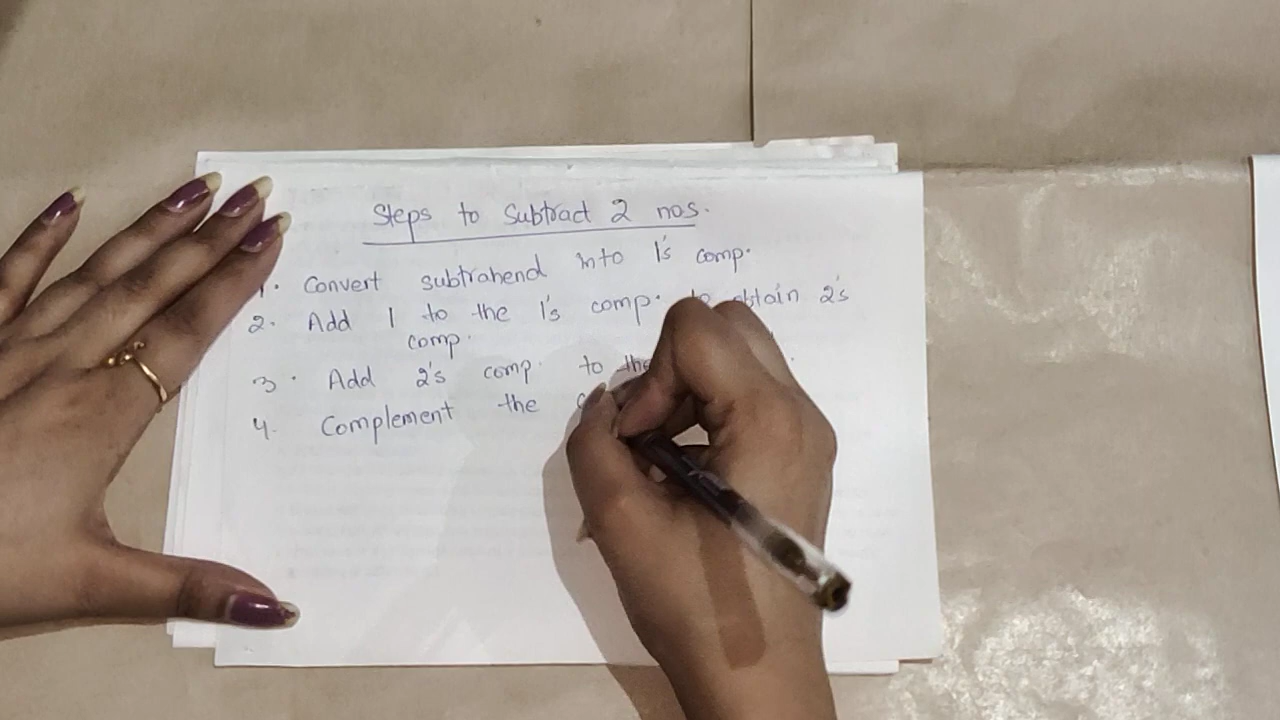 Steps to Subtract 2 nos.
1. Convert subtrahend into 1's comp.
2. Add 1 to the 1's comp. to obtain 2's
comp.
3. Add 2's comp. to the
4. Complement the